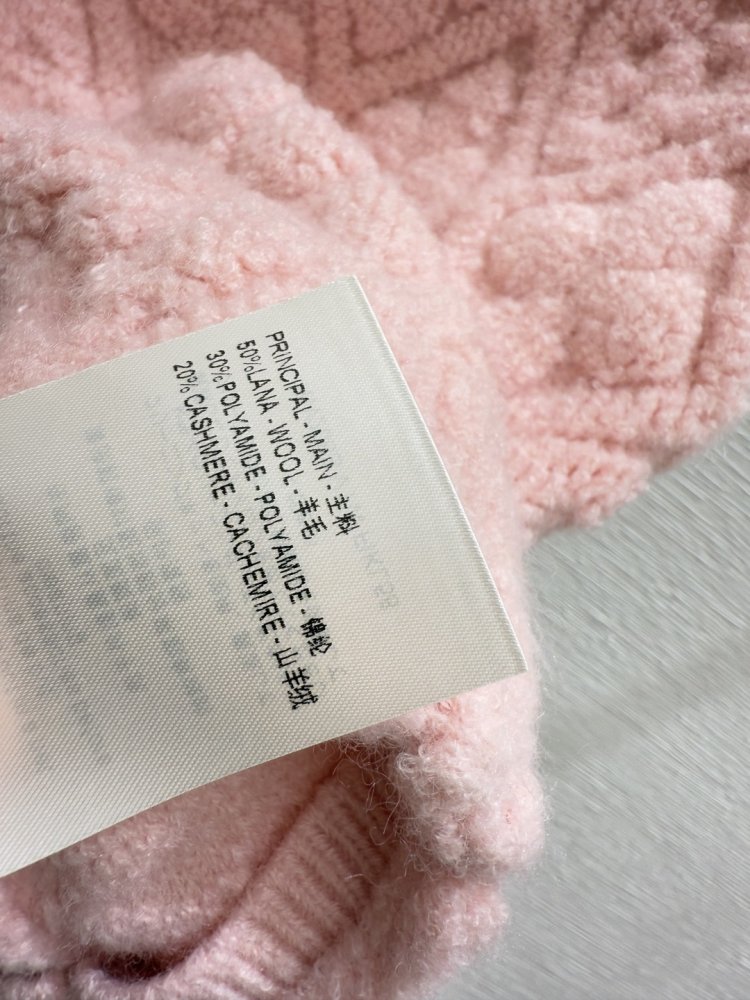 PRINCIPAL - MAIN - 主料
50%LANA - WOOL - 羊毛
30%POLYAMIDE - POLYAMIDE - 锦纶
20%CASHMERE - CACHEMIRE - 山羊绒